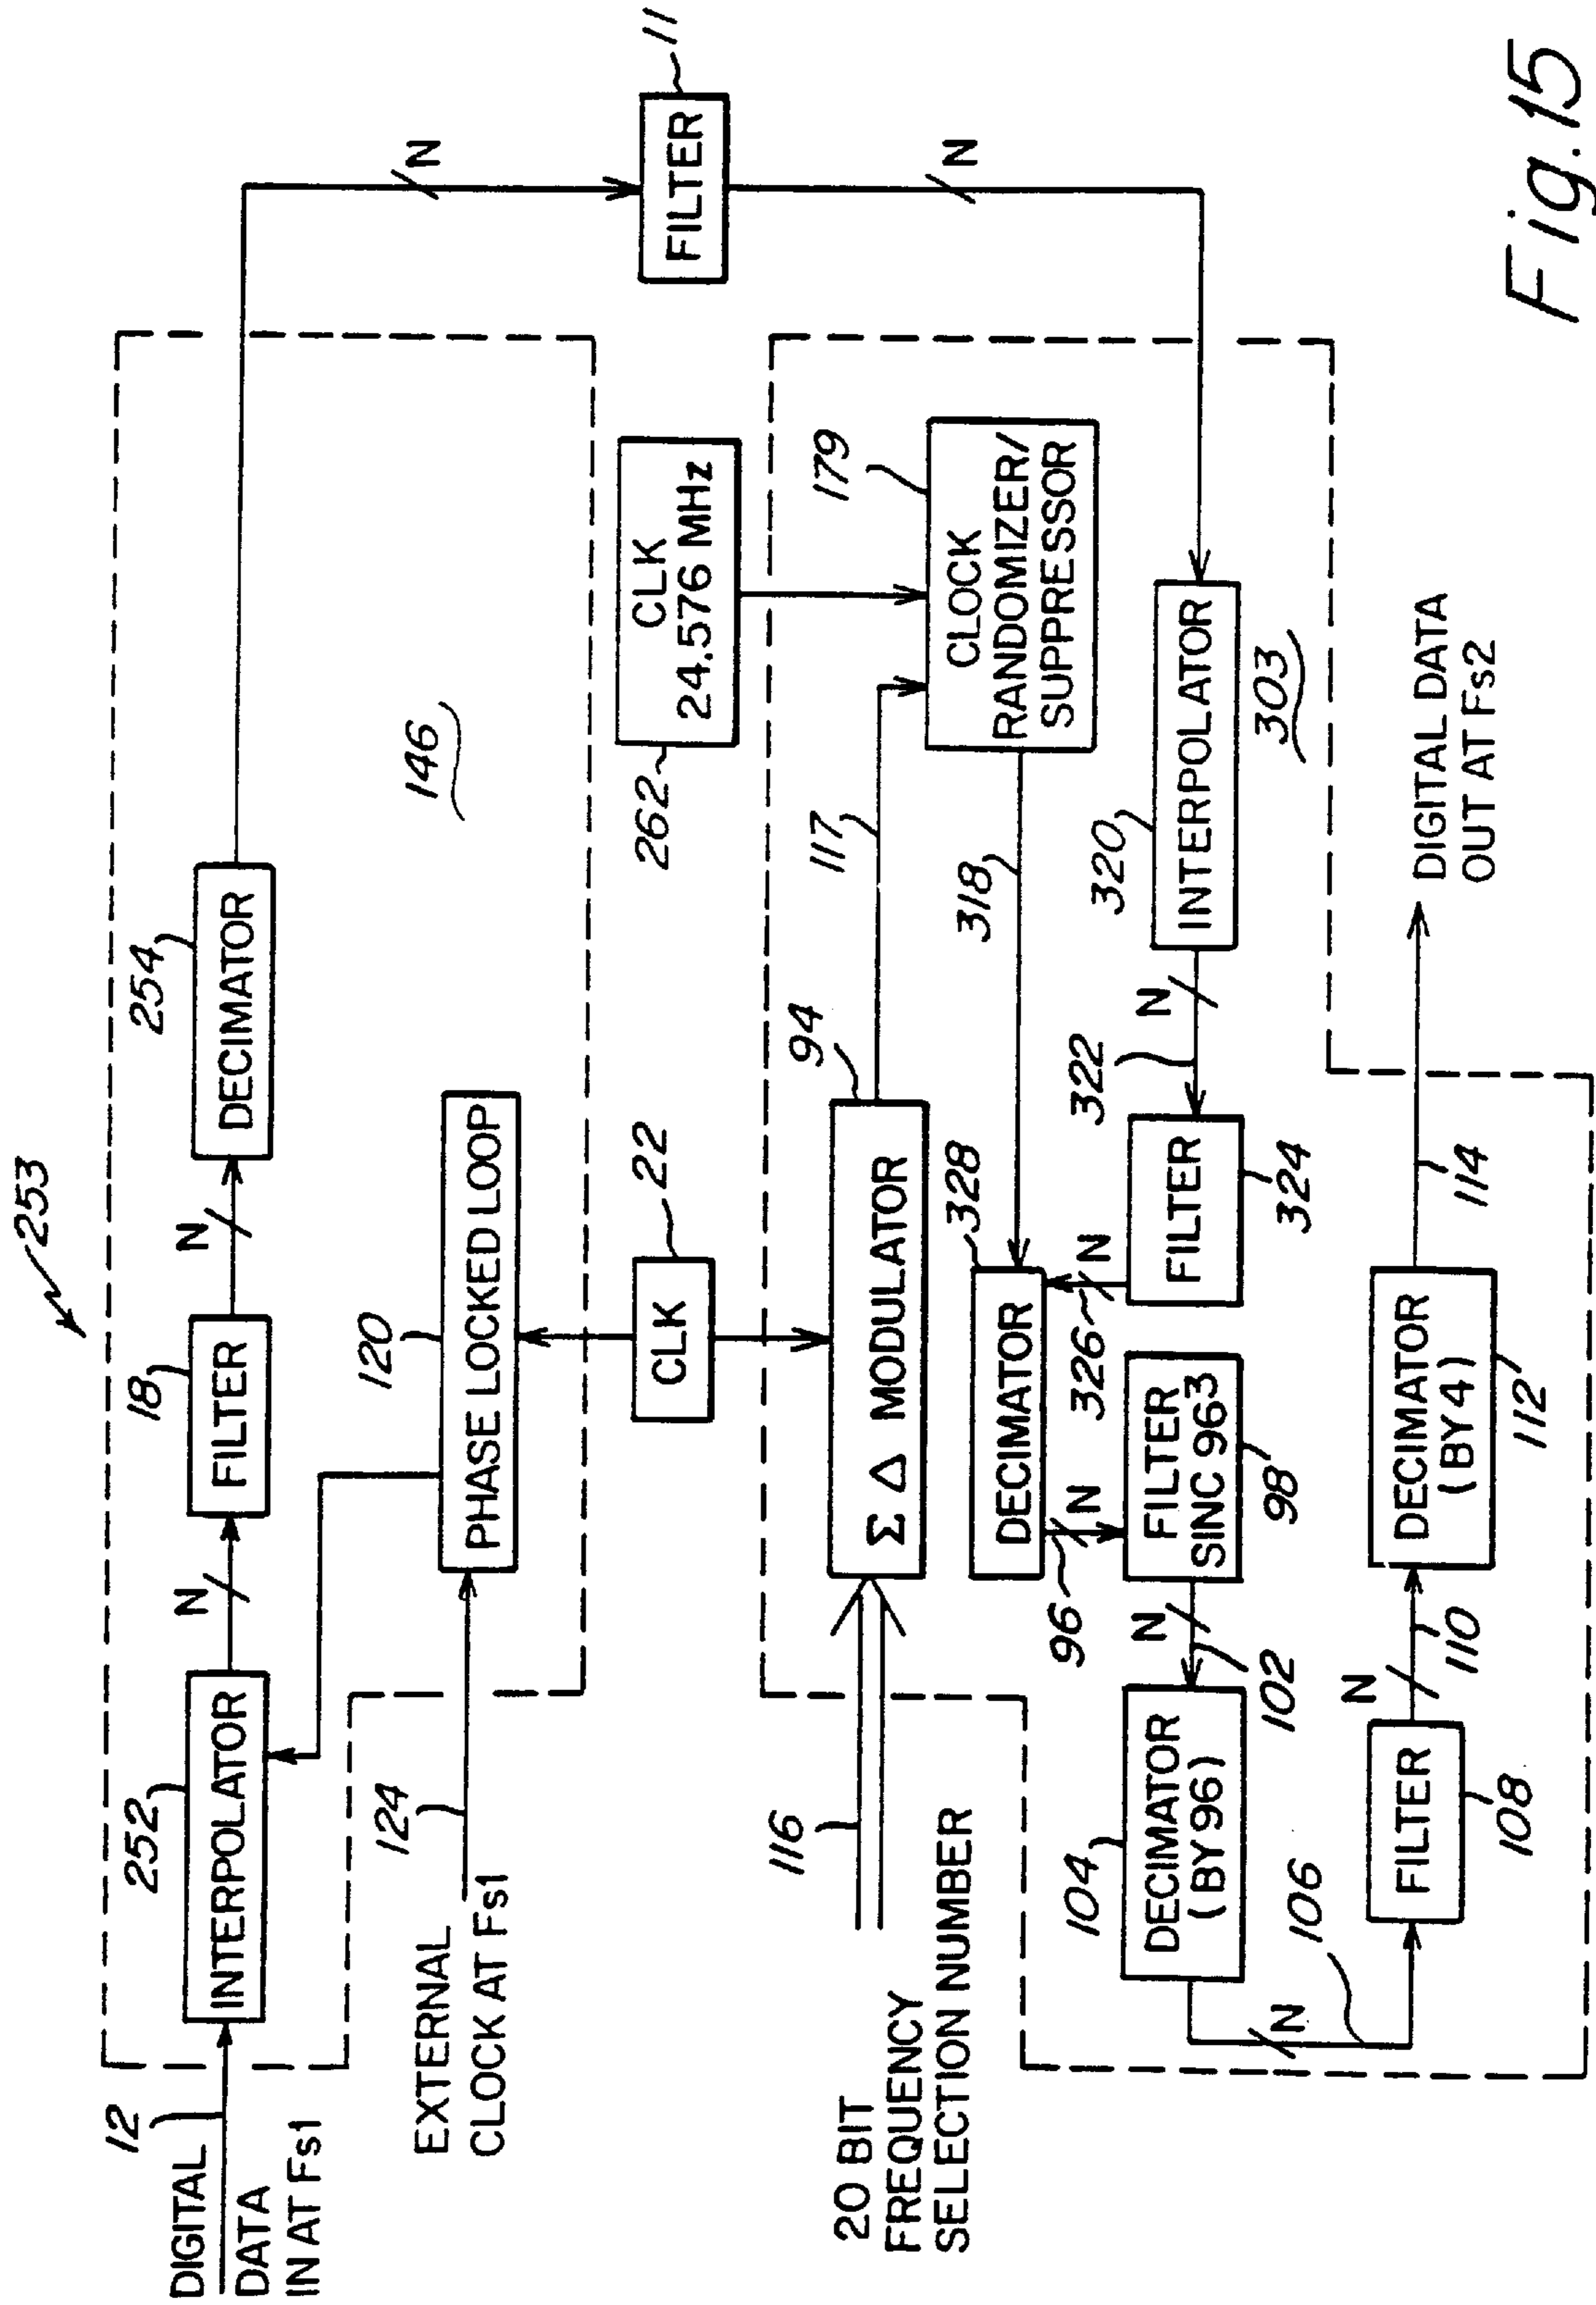 253
12
DIGITAL
DATA
IN AT Fs1
252
INTERPOLATOR
N
18
FILTER
N
254
DECIMATOR
N
11
FILTER
N
EXTERNAL
CLOCK AT Fs1
124
120
PHASE LOCKED LOOP
146
22
CLK
262
CLK
24.576 MHz
20 BIT
FREQUENCY
SELECTION NUMBER
116
94
Σ Δ MODULATOR
117
179
CLOCK
RANDOMIZER/
SUPPRESSOR
318
328
DECIMATOR
326
N
96
N
FILTER
SINC 963
98
322
N
FILTER
324
320
INTERPOLATOR
303
104
DECIMATOR
(BY 96)
102
N
106
N
FILTER
108
N
110
DECIMATOR
(BY 4)
112
114
DIGITAL DATA
OUT AT Fs2
Fig. 15